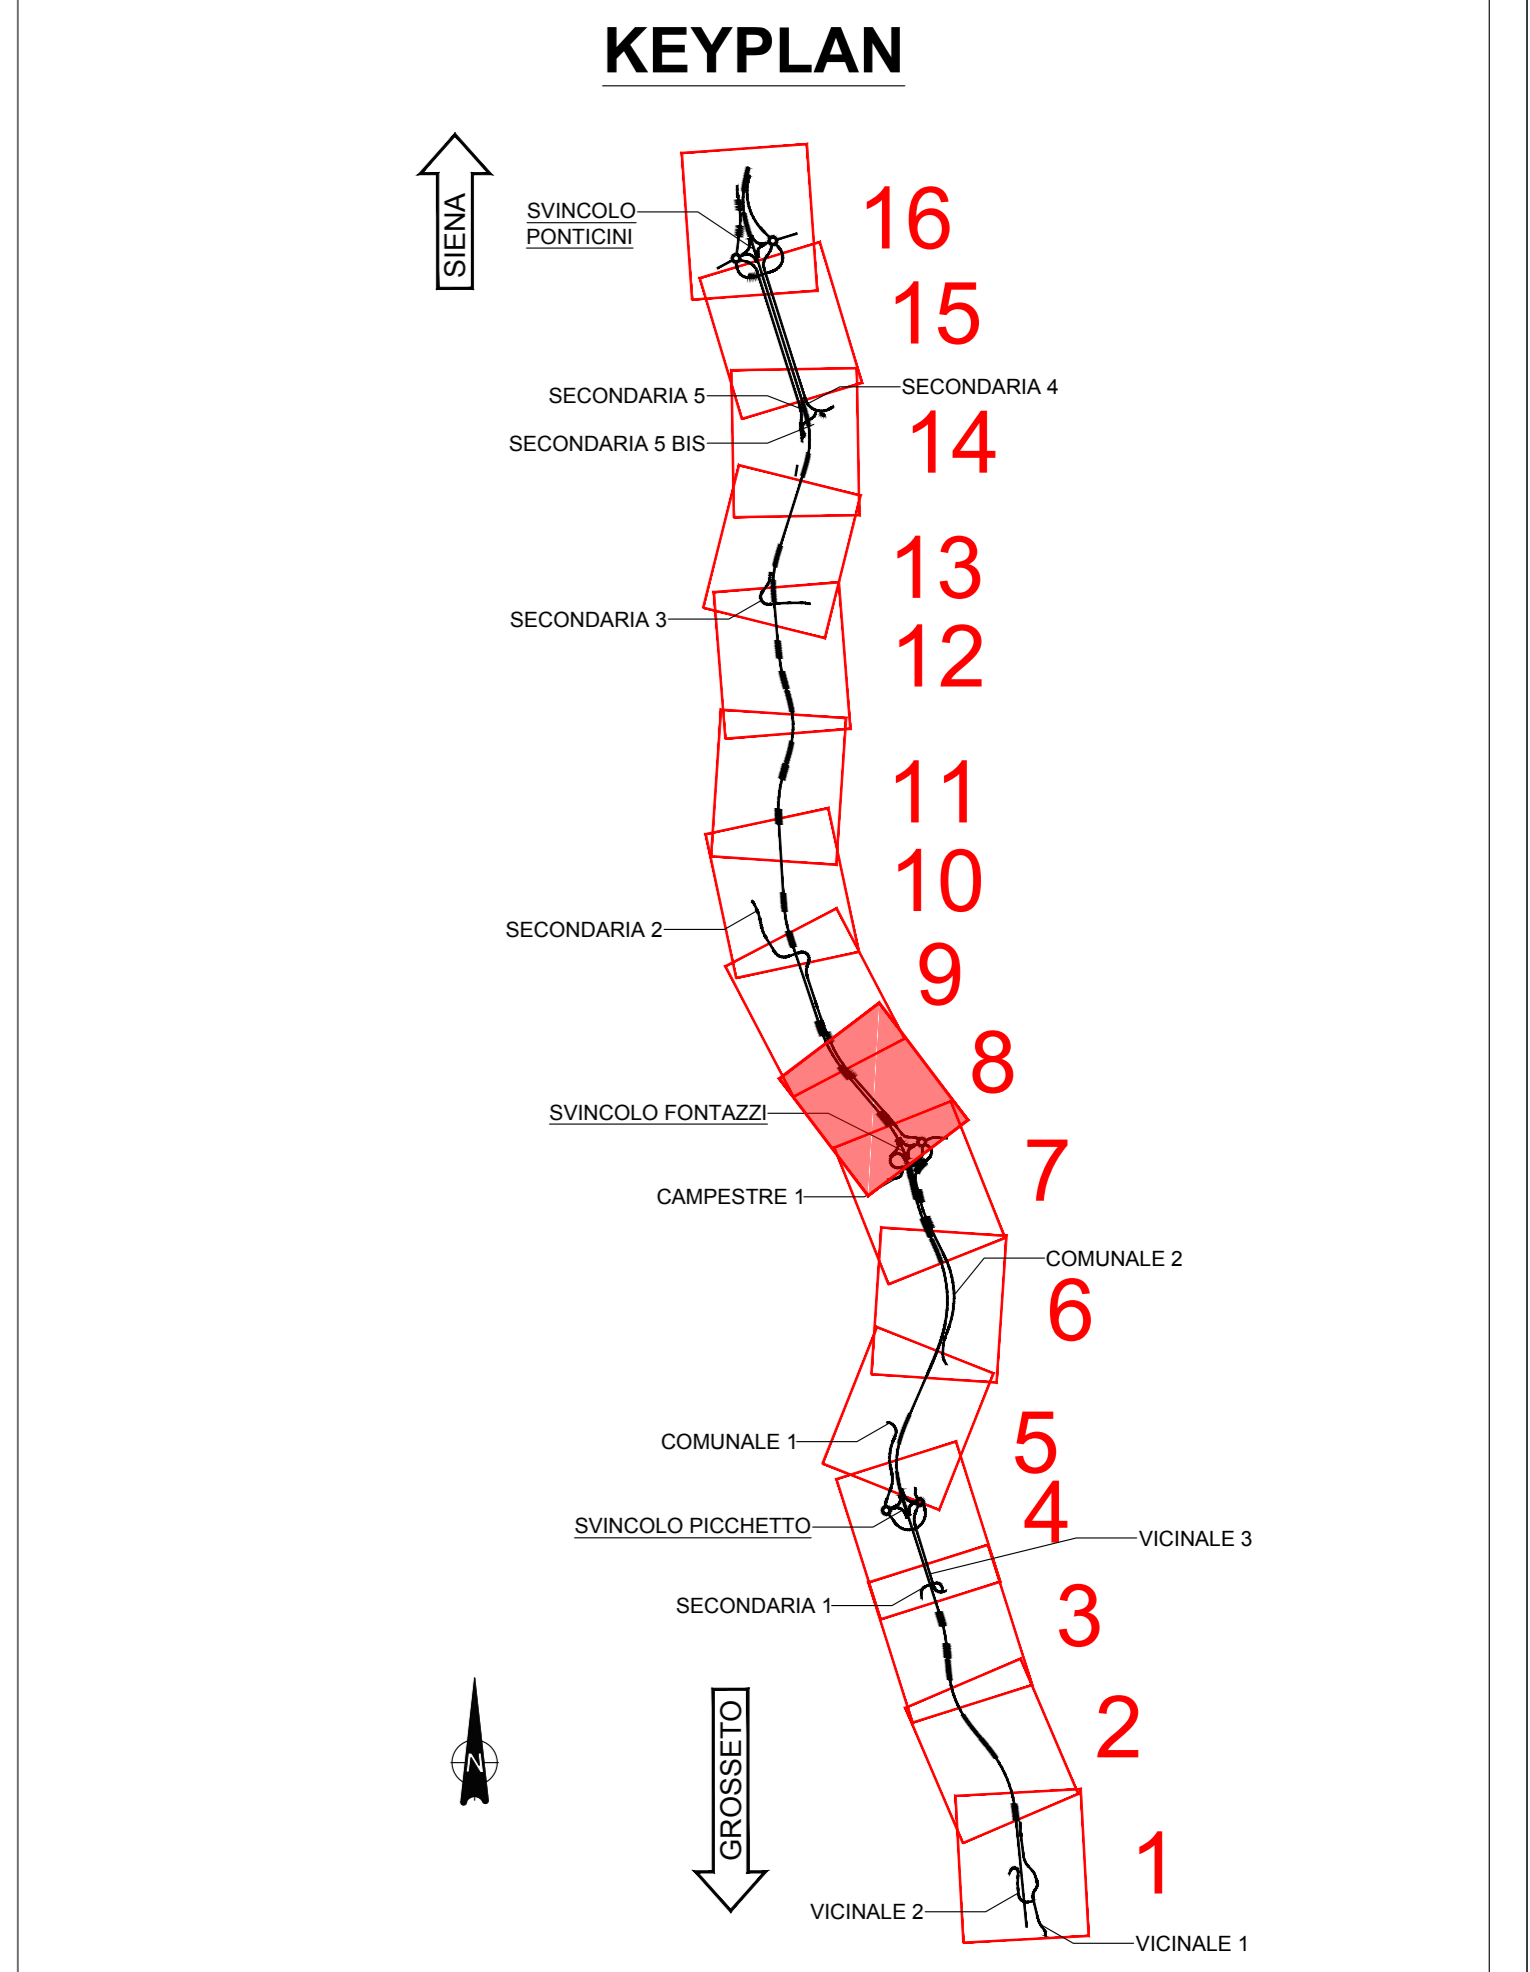 KEYPLAN
SIENA
SVINCOLO
PONTICINI
16
15
SECONDARIA 5
SECONDARIA 4
14
SECONDARIA 5 BIS
13
SECONDARIA 3
12
11
10
SECONDARIA 2
9
8
SVINCOLO FONTAZZI
7
CAMPESTRE 1
COMUNALE 2
6
COMUNALE 1
5
4
SVINCOLO PICCHETTO
VICINALE 3
SECONDARIA 1
3
2
N
GROSSETO
1
VICINALE 2
VICINALE 1